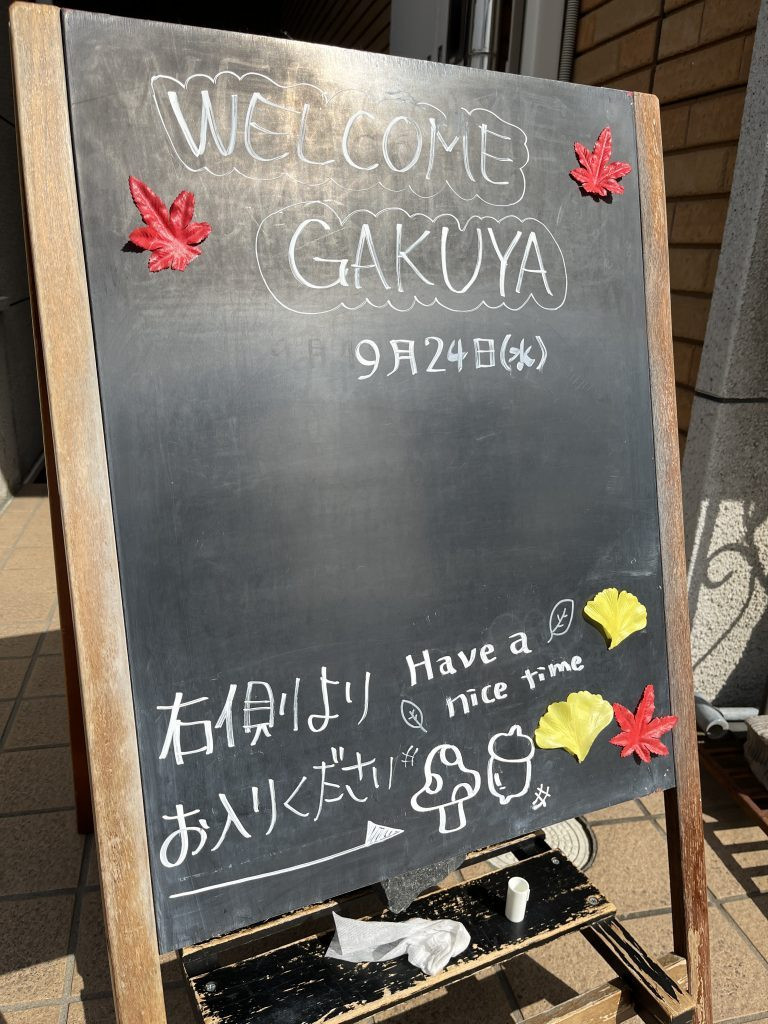 WELCOME
GAKUYA
9月24日(水)
Have a
nice time
右側より
お入りください